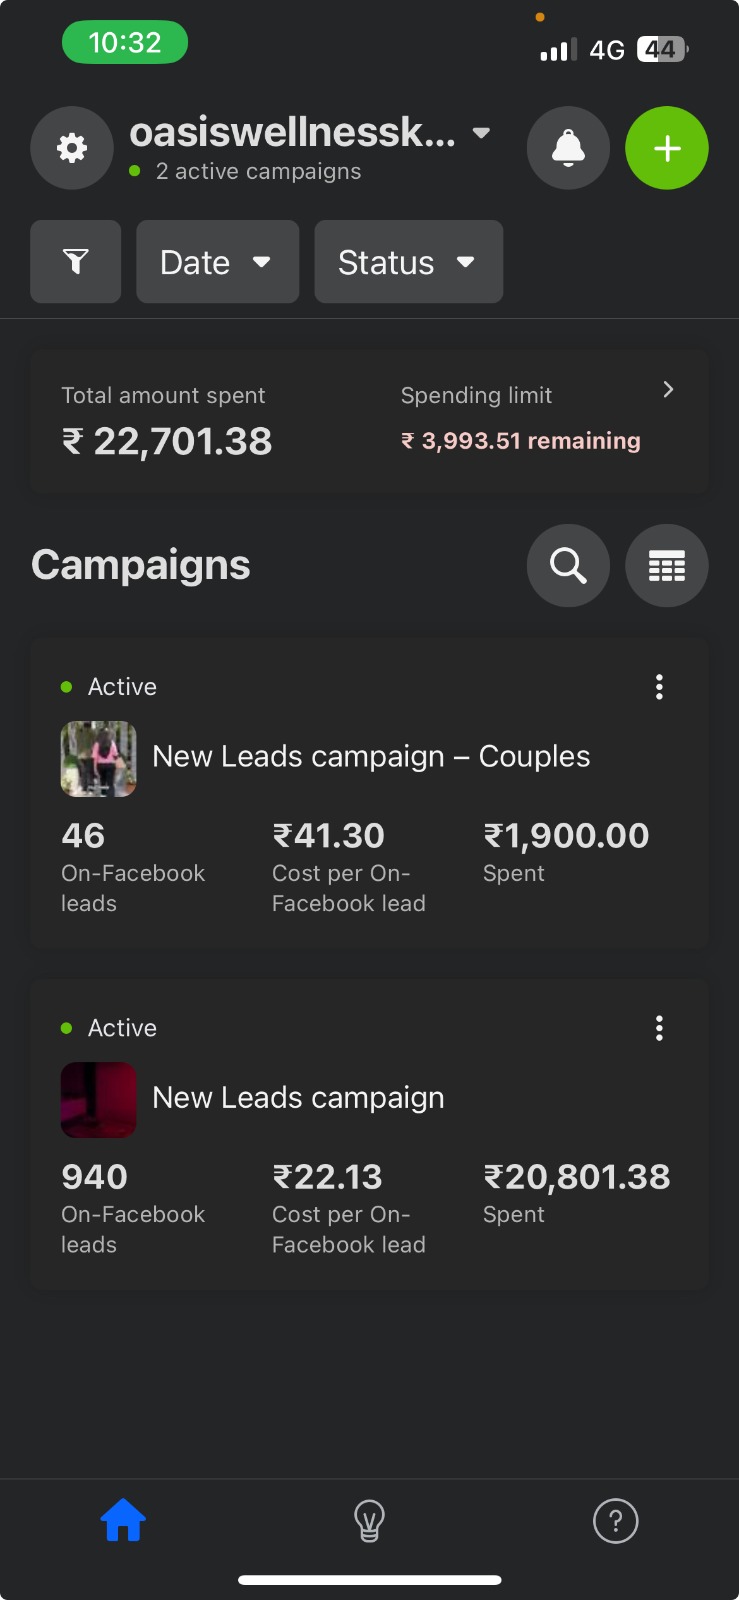 10:32
4G 44
oasiswellnessk...
2 active campaigns
Date
Status
Total amount spent
₹ 22,701.38
Spending limit
₹ 3,993.51 remaining
Campaigns
Active
New Leads campaign – Couples
46
On-Facebook
leads
₹41.30
Cost per On-
Facebook lead
₹1,900.00
Spent
Active
New Leads campaign
940
On-Facebook
leads
₹22.13
Cost per On-
Facebook lead
₹20,801.38
Spent